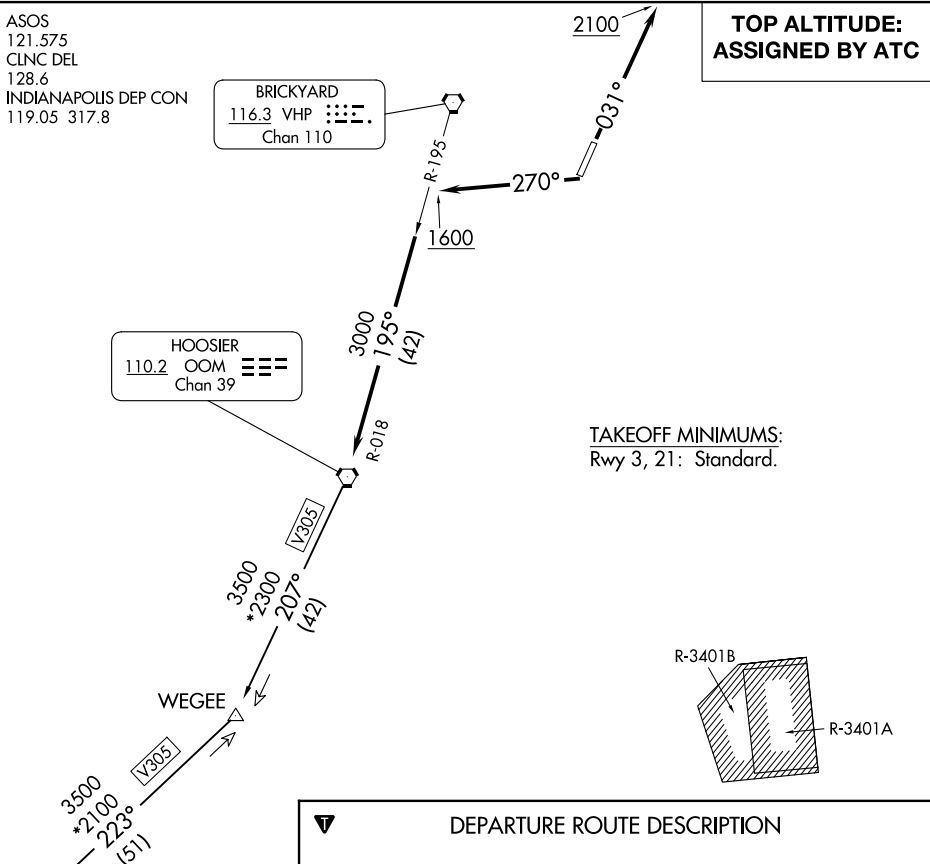 ASOS
121.575
CLNC DEL
128.6
INDIANAPOLIS DEP CON
119.05 317.8
TOP ALTITUDE:
ASSIGNED BY ATC
2100
031°
BRICKYARD
116.3 VHP
Chan 110
R-195
270°
1600
3000
195°
(42)
HOOSIER
110.2 OOM
Chan 39
R-018
TAKEOFF MINIMUMS:
Rwy 3, 21: Standard.
V305
3500
*2300
207°
(42)
R-3401B
R-3401A
WEGEE
V305
3500
*2100
223°
(51)
T
DEPARTURE ROUTE DESCRIPTION